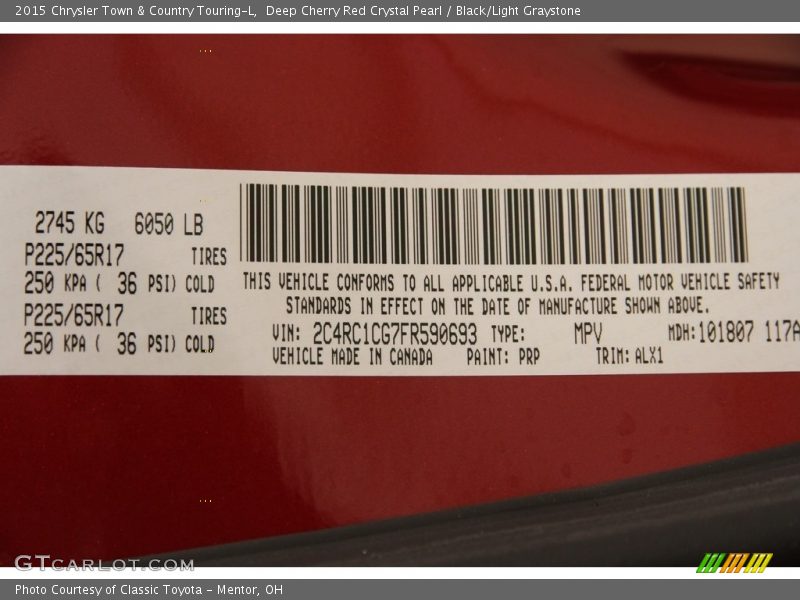 2015 Chrysler Town & Country Touring-L,  Deep Cherry Red Crystal Pearl / Black/Light Graystone
2745 KG 6050 LB
P225/65R17 TIRES
250 KPA ( 36 PSI) COLD
P225/65R17 TIRES
250 KPA ( 36 PSI) COLD
THIS VEHICLE CONFORMS TO ALL APPLICABLE U.S.A. FEDERAL MOTOR VEHICLE SAFETY
STANDARDS IN EFFECT ON THE DATE OF MANUFACTURE SHOWN ABOVE.
VIN: 2C4RC1CG7FR590693 TYPE: MPV MDH: 101807 117A
VEHICLE MADE IN CANADA PAINT: PRP TRIM: ALX1
GTCARLOT.COM
Photo Courtesy of Classic Toyota - Mentor, OH